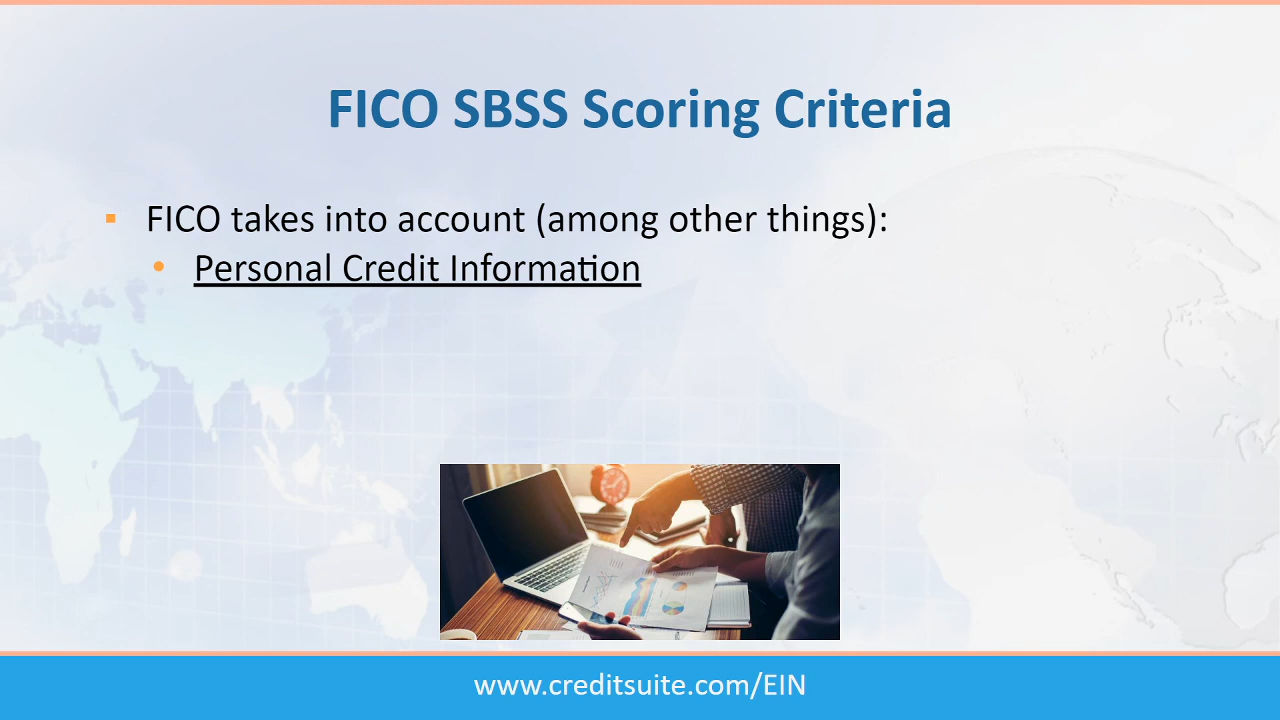 FICO SBSS Scoring Criteria
FICO takes into account (among other things):
Personal Credit Information
www.creditsuite.com/EIN